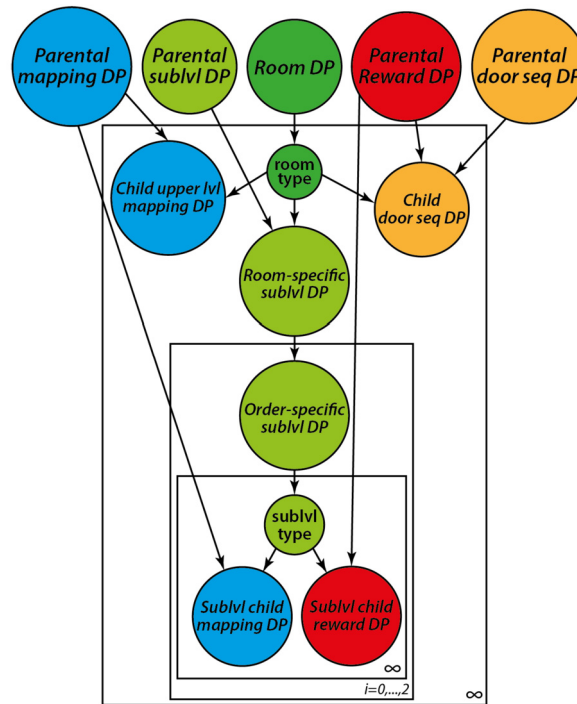 Parental
mapping DP
Parental
sublvl DP
Room DP
Parental
Reward DP
Parental
door seq DP
room
type
Child upper lvl
mapping DP
Child
door seq DP
Room-specific
sublvl DP
Order-specific
sublvl DP
sublvl
type
Sublvl child
mapping DP
Sublvl child
reward DP
∞
i=0,...,2
∞